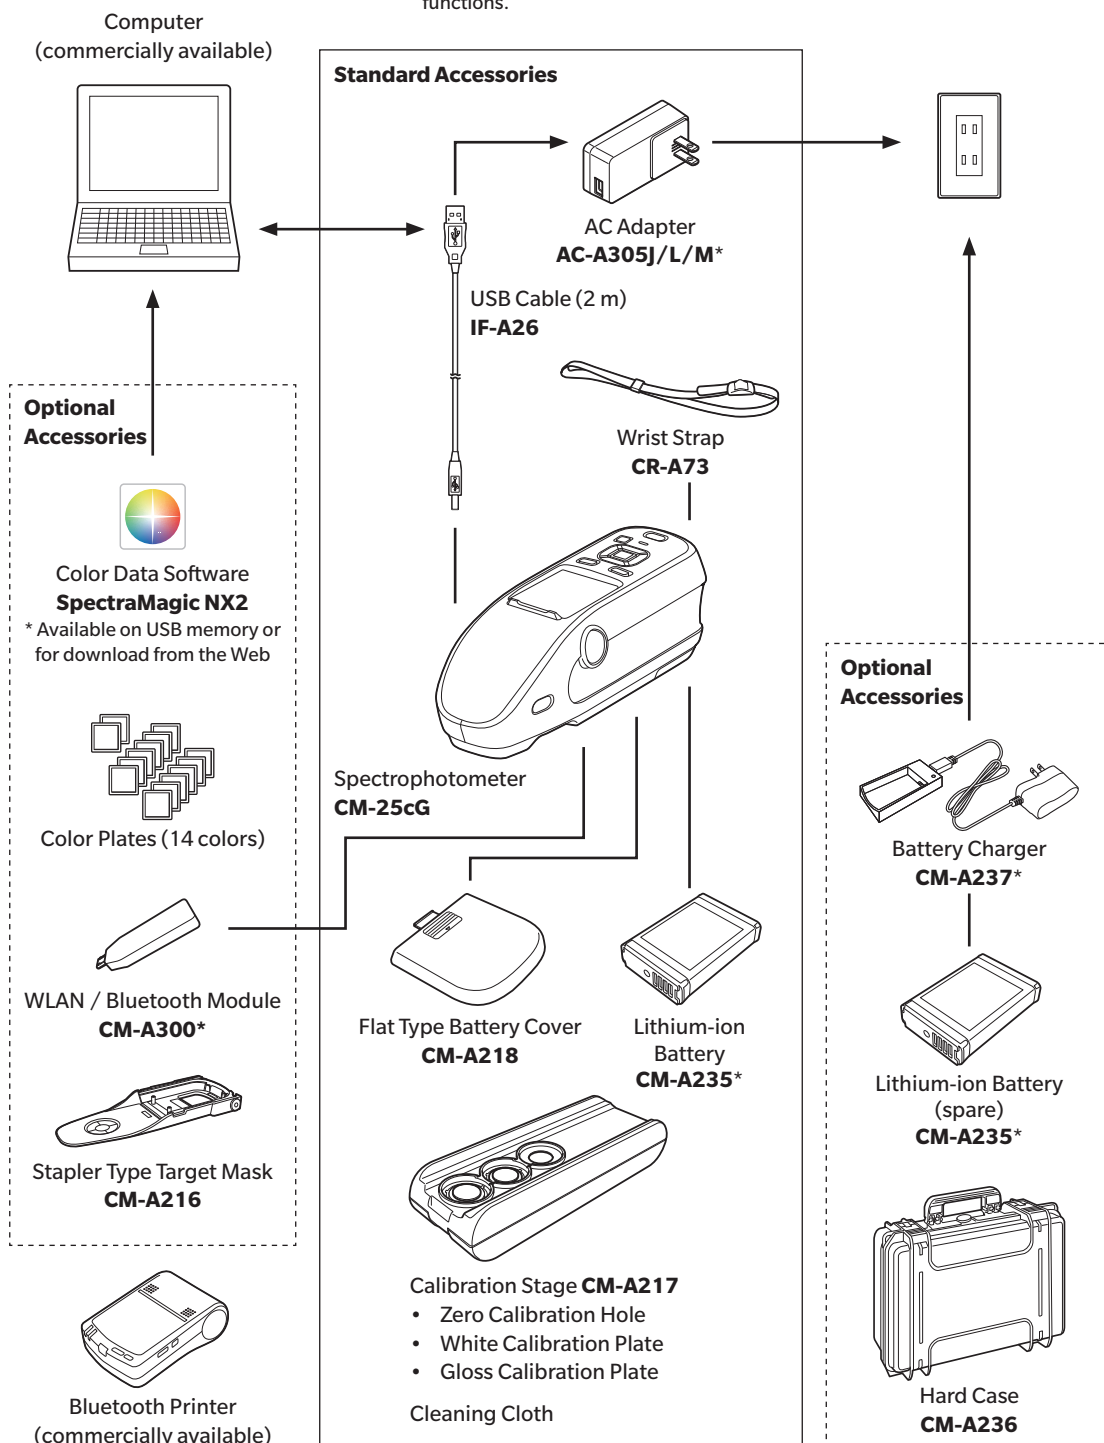 functions.
Computer
(commercially available)
Standard Accessories
AC Adapter
AC-A305J/L/M*
USB Cable (2 m)
IF-A26
Wrist Strap
CR-A73
Optional
Accessories
Color Data Software
SpectraMagic NX2
* Available on USB memory or
for download from the Web
Color Plates (14 colors)
WLAN / Bluetooth Module
CM-A300*
Stapler Type Target Mask
CM-A216
Bluetooth Printer
(commercially available)
Spectrophotometer
CM-25cG
Flat Type Battery Cover
CM-A218
Lithium-ion
Battery
CM-A235*
Calibration Stage CM-A217
• Zero Calibration Hole
• White Calibration Plate
• Gloss Calibration Plate
Cleaning Cloth
Optional
Accessories
Battery Charger
CM-A237*
Lithium-ion Battery
(spare)
CM-A235*
Hard Case
CM-A236